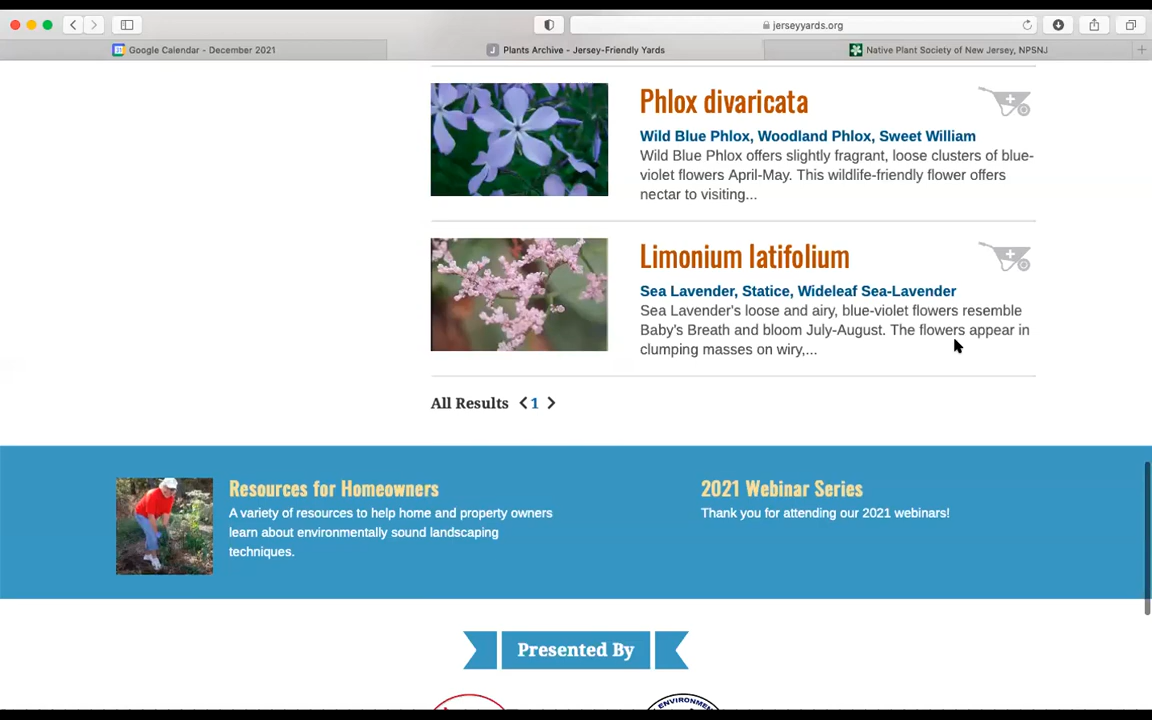 jerseyyards.org
Google Calendar - December 2021
Plants Archive - Jersey-Friendly Yards
Native Plant Society of New Jersey, NPSNJ
Phlox divaricata
Wild Blue Phlox, Woodland Phlox, Sweet William
Wild Blue Phlox offers slightly fragrant, loose clusters of blue-
violet flowers April-May. This wildlife-friendly flower offers
nectar to visiting...
Limonium latifolium
Sea Lavender, Statice, Wideleaf Sea-Lavender
Sea Lavender's loose and airy, blue-violet flowers resemble
Baby's Breath and bloom July-August. The flowers appear in
clumping masses on wiry,...
All Results < 1 >
Resources for Homeowners
A variety of resources to help home and property owners
learn about environmentally sound landscaping
techniques.
2021 Webinar Series
Thank you for attending our 2021 webinars!
Presented By
ENVIRONMEN